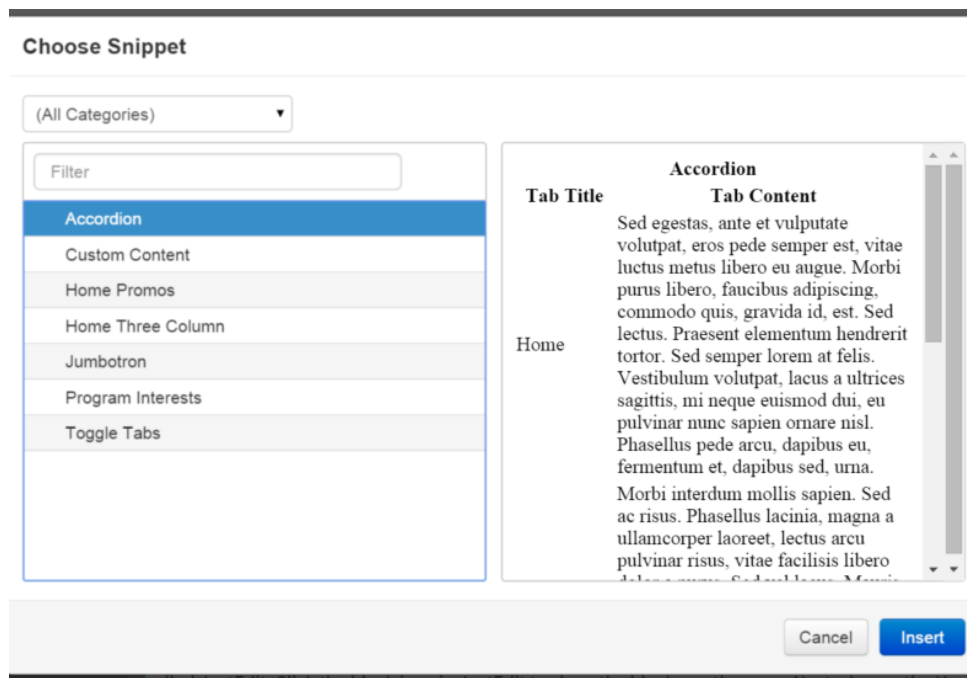 Choose Snippet
(All Categories)
Filter
Accordion
Custom Content
Home Promos
Home Three Column
Jumbotron
Program Interests
Toggle Tabs
Accordion
Tab Title Tab Content
Sed egestas, ante et vulputate
volutpat, eros pede semper est, vitae
luctus metus libero eu augue. Morbi
purus libero, faucibus adipiscing,
commodo quis, gravida id, est. Sed
lectus. Praesent elementum hendrerit
Home
tortor. Sed semper lorem at felis.
Vestibulum volutpat, lacus a ultrices
sagittis, mi neque euismod dui, eu
pulvinar nunc sapien ornare nisl.
Phasellus pede arcu, dapibus eu,
fermentum et, dapibus sed, urna.
Morbi interdum mollis sapien. Sed
ac risus. Phasellus lacinia, magna a
ullamcorper laoreet, lectus arcu
pulvinar risus, vitae facilisis libero
Cancel
Insert